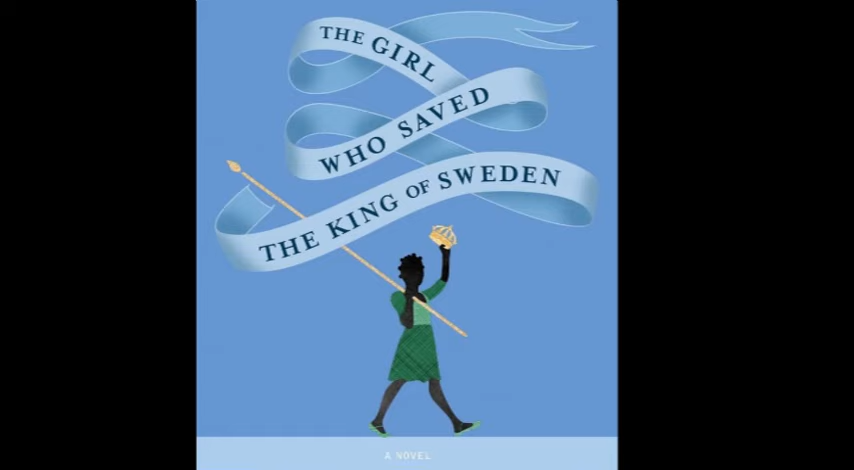 THE GIRL
WHO SAVED
THE KING OF SWEDEN
A NOVEL